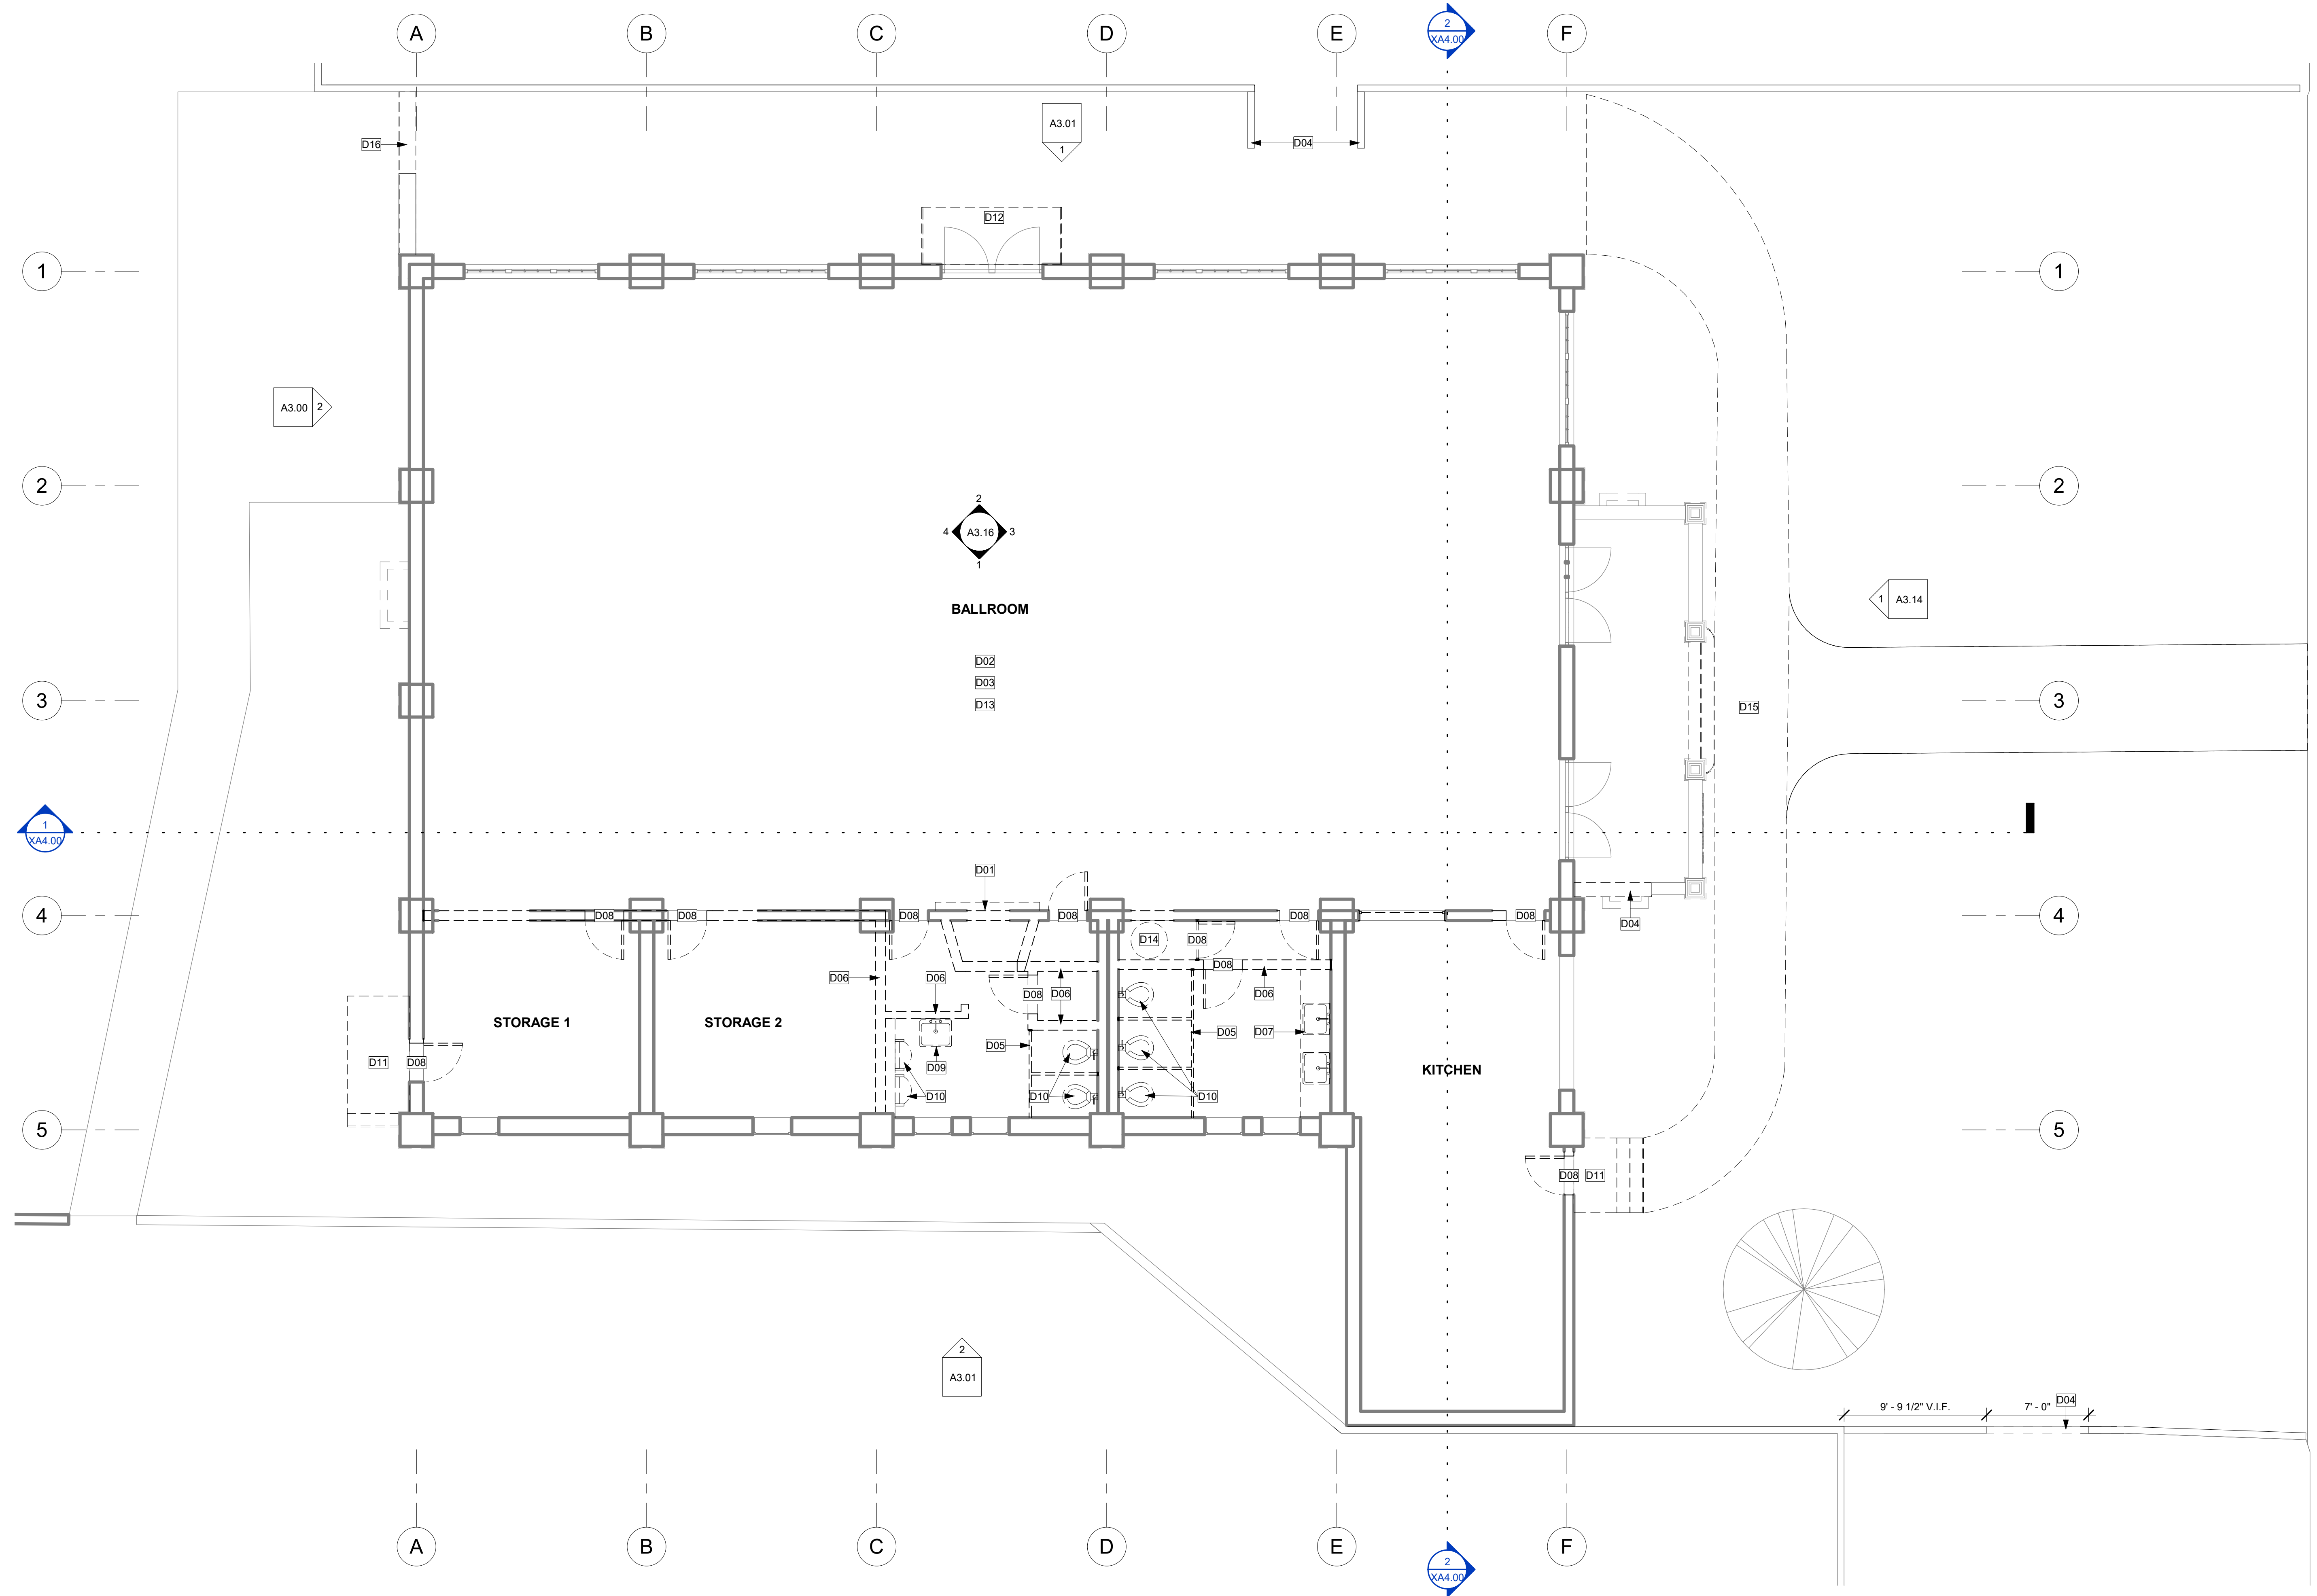 A
B
C
D
E
2
XA4.00
F
A3.01
1
D16
D04
D12
1
1
A3.00
2
2
2
2
4
A3.16
3
1
BALLROOM
1
A3.14
D02
D03
D13
3
3
D15
1
XA4.00
D01
4
D08
D08
D08
D08
D08
D08
4
D04
D14
D08
D08
D06
D06
D08
D06
D06
STORAGE 1
STORAGE 2
D05
D05
D07
D11
D08
D09
KITCHEN
D10
D10
D10
5
5
D08
D11
2
A3.01
9' - 9 1/2" V.I.F.
7' - 0"
D04
A
B
C
D
E
2
XA4.00
F